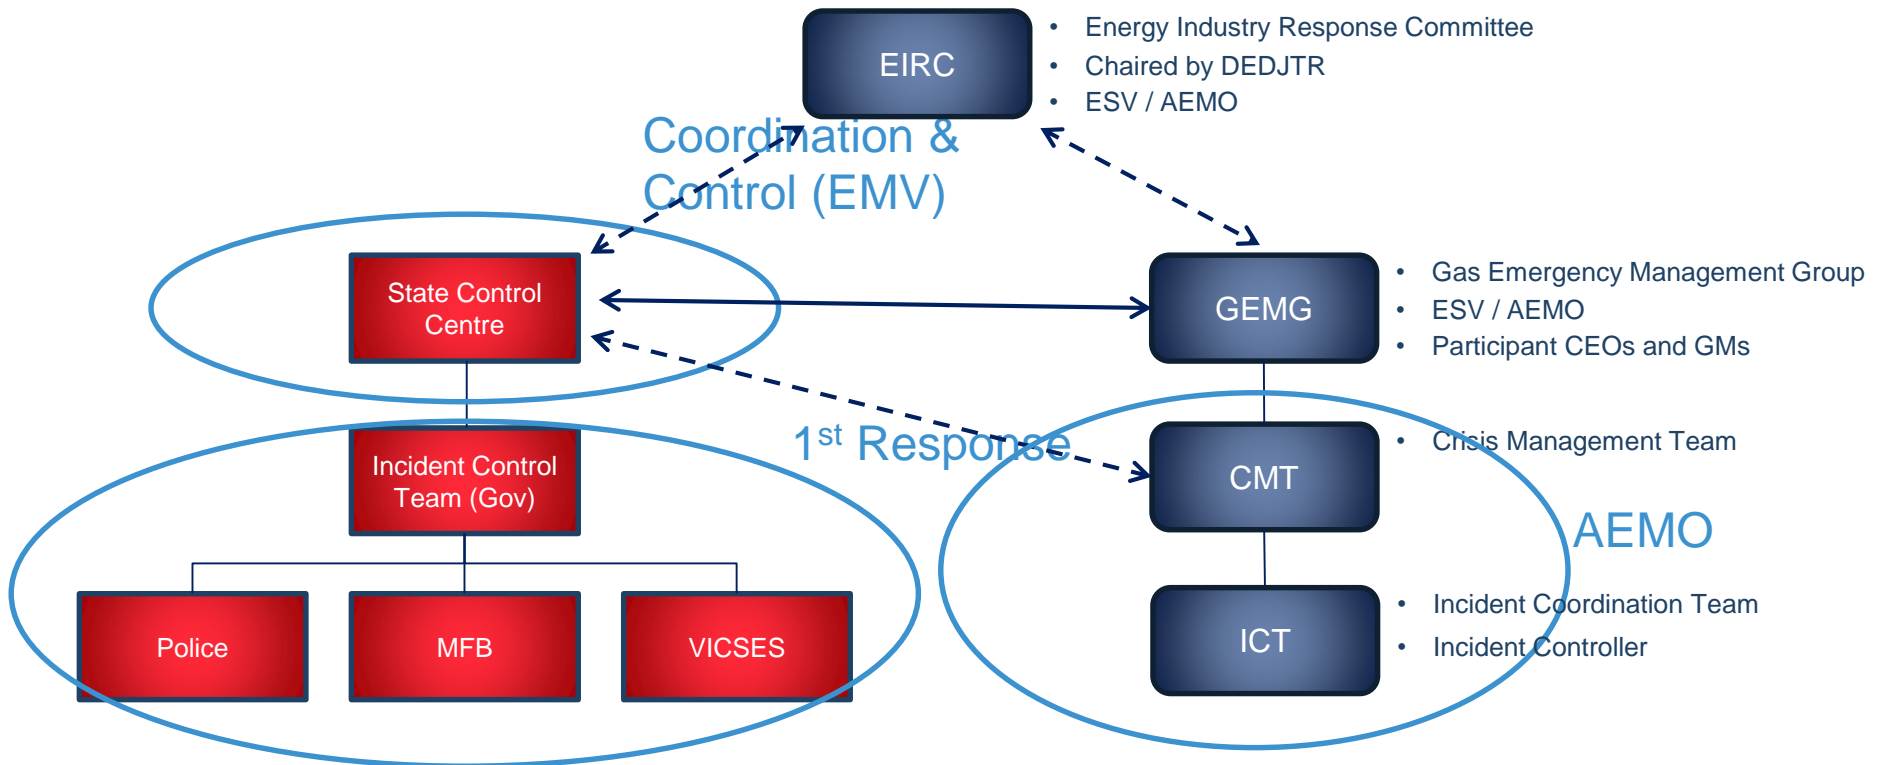 EIRC
• Energy Industry Response Committee
• Chaired by DEDJTR
• ESV / AEMO
Coordination &
Control (EMV)
State Control
Centre
GEMG
• Gas Emergency Management Group
• ESV / AEMO
• Participant CEOs and GMs
1st Response
Incident Control
Team (Gov)
CMT
• Crisis Management Team
AEMO
Police
MFB
VICSES
ICT
• Incident Coordination Team
• Incident Controller